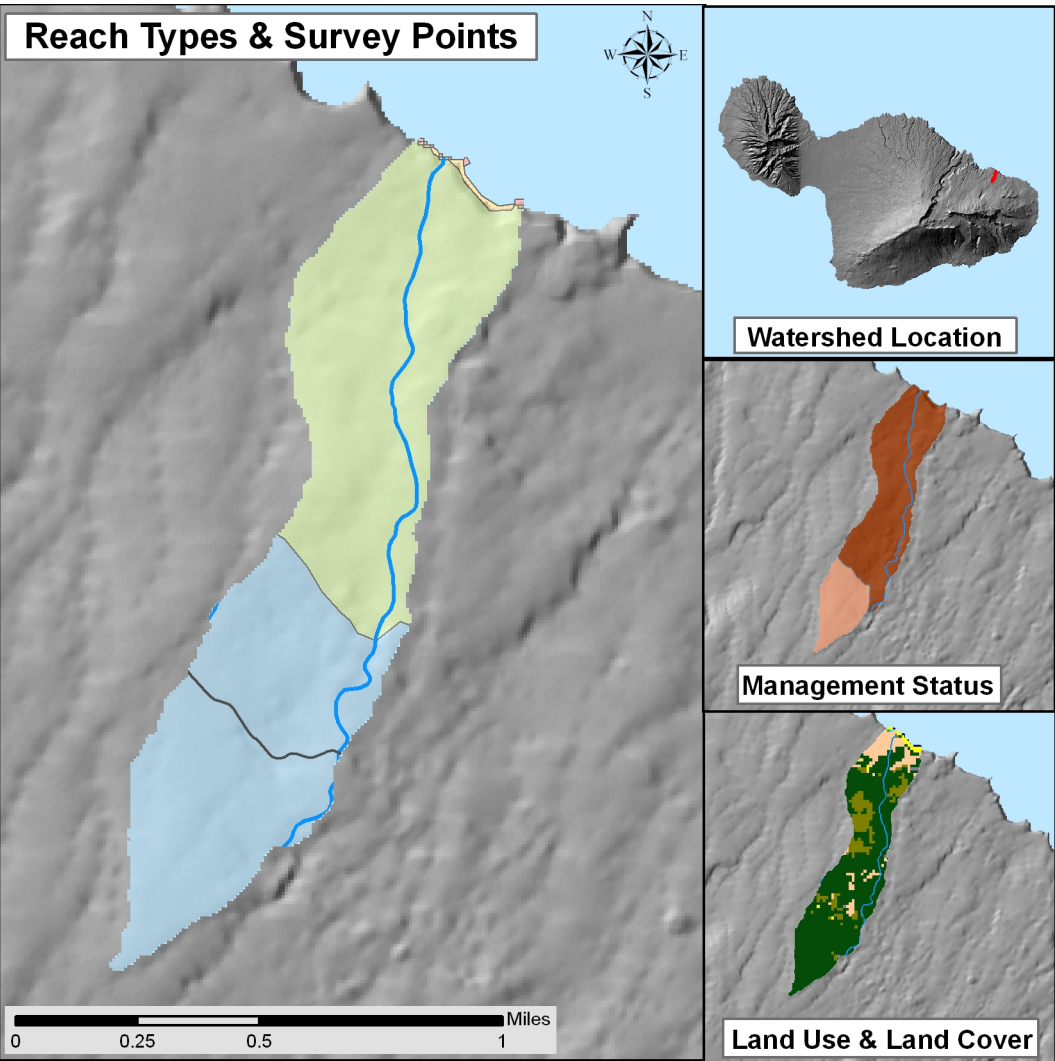 Reach Types & Survey Points
N
W E
S
Watershed Location
Management Status
Land Use & Land Cover
Miles
0 0.25 0.5 1